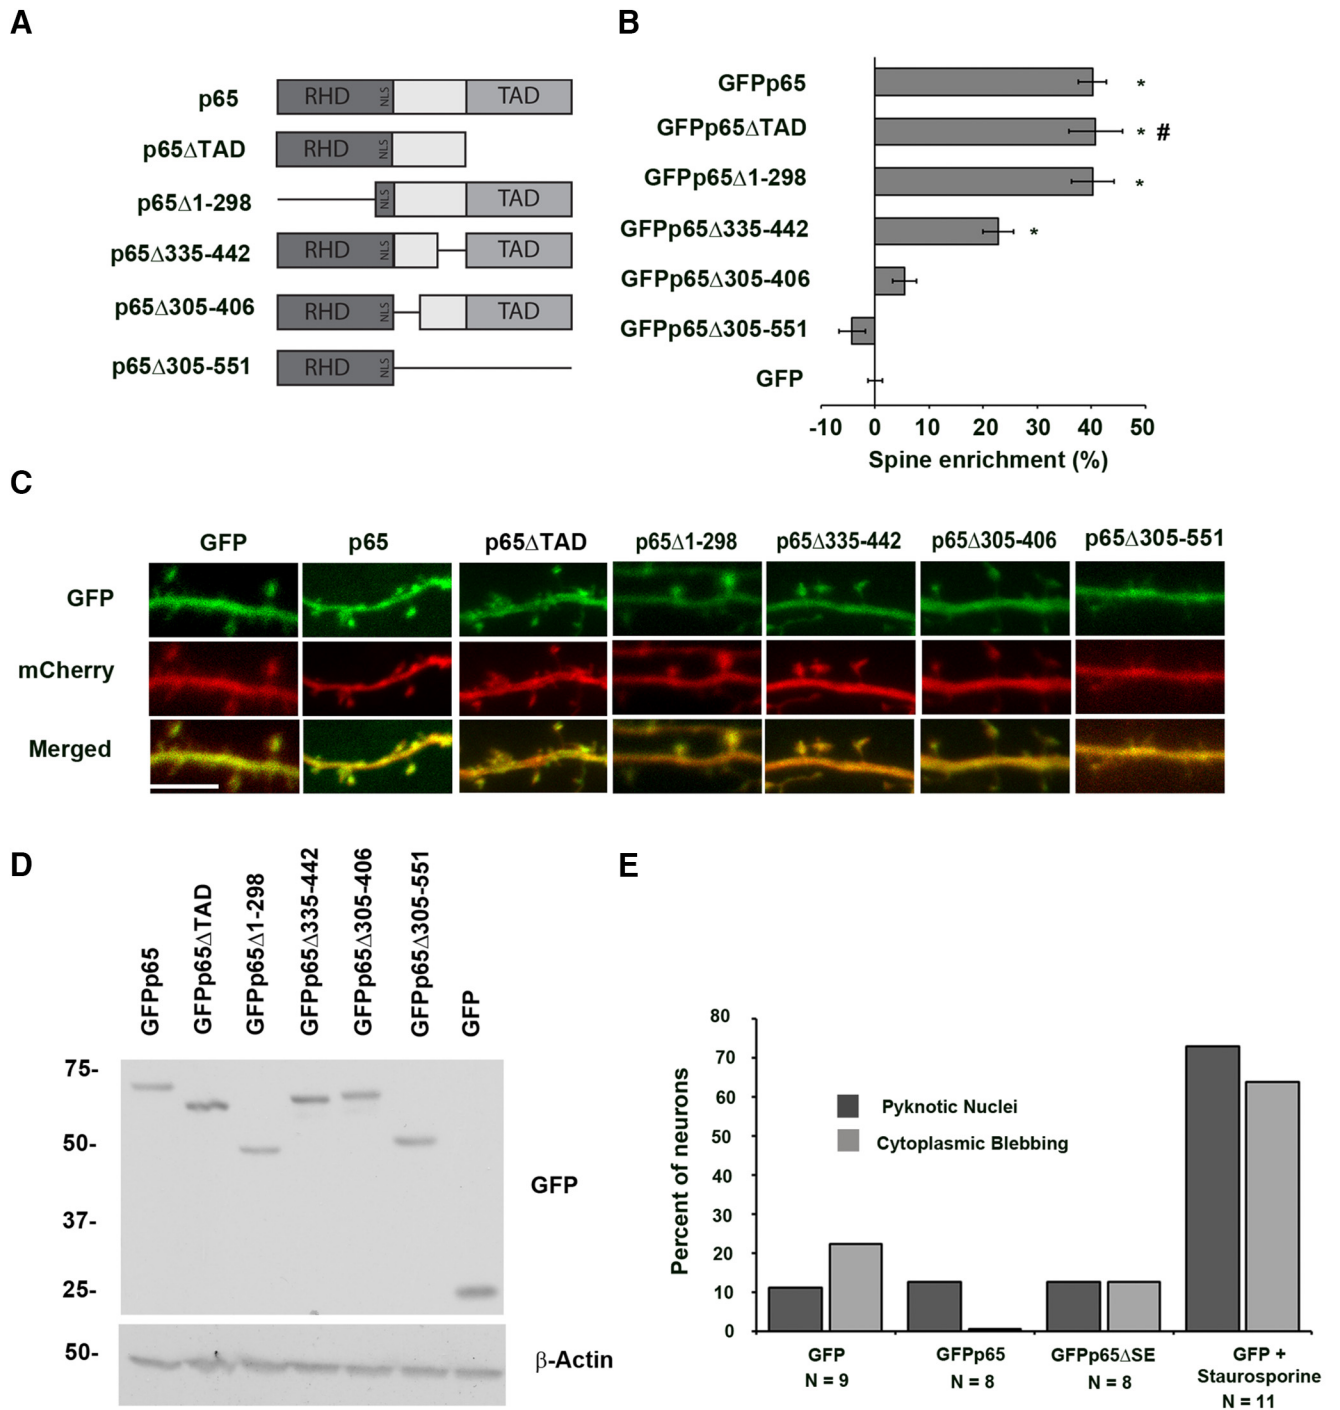 A
p65
RHD NLS TAD
p65ΔTAD
RHD NLS
p65Δ1-298
NLS TAD
p65Δ335-442
RHD NLS TAD
p65Δ305-406
RHD NLS TAD
p65Δ305-551
RHD NLS
B
GFPp65 *
GFPp65ΔTAD * #
GFPp65Δ1-298 *
GFPp65Δ335-442 *
GFPp65Δ305-406
GFPp65Δ305-551
GFP
-10 0 10 20 30 40 50
Spine enrichment (%)
C
GFP p65 p65ΔTAD p65Δ1-298 p65Δ335-442 p65Δ305-406 p65Δ305-551
GFP
mCherry
Merged
D
GFPp65
GFPp65ΔTAD
GFPp65Δ1-298
GFPp65Δ335-442
GFPp65Δ305-406
GFPp65Δ305-551
GFP
75-
50-
37-
25-
GFP
50-
β-Actin
E
Percent of neurons
80
70
60
50
40
30
20
10
0
Pyknotic Nuclei
Cytoplasmic Blebbing
GFP
N = 9
GFPp65
N = 8
GFPp65ΔSE
N = 8
GFP +
Staurosporine
N = 11